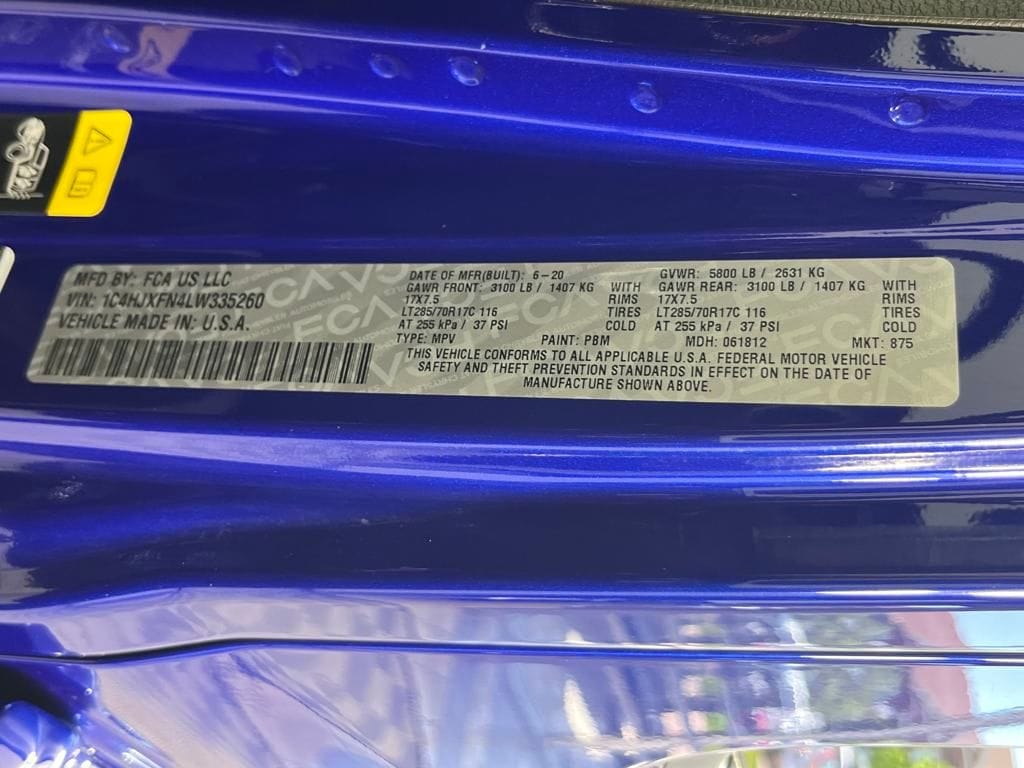 MFD BY: FCA US LLC
VIN: 1C4HJXFN4LW335260
VEHICLE MADE IN: U.S.A.
DATE OF MFR(BUILT): 6-20 GVWR: 5800 LB / 2631 KG
GAWR FRONT: 3100 LB / 1407 KG WITH GAWR REAR: 3100 LB / 1407 KG WITH
17X7.5 RIMS 17X7.5 RIMS
LT285/70R17C 116 TIRES LT285/70R17C 116 TIRES
AT 255 kPa / 37 PSI COLD AT 255 kPa / 37 PSI COLD
TYPE: MPV PAINT: PBM MDH: 061812 MKT: 875
THIS VEHICLE CONFORMS TO ALL APPLICABLE U.S.A. FEDERAL MOTOR VEHICLE
SAFETY AND THEFT PREVENTION STANDARDS IN EFFECT ON THE DATE OF
MANUFACTURE SHOWN ABOVE.